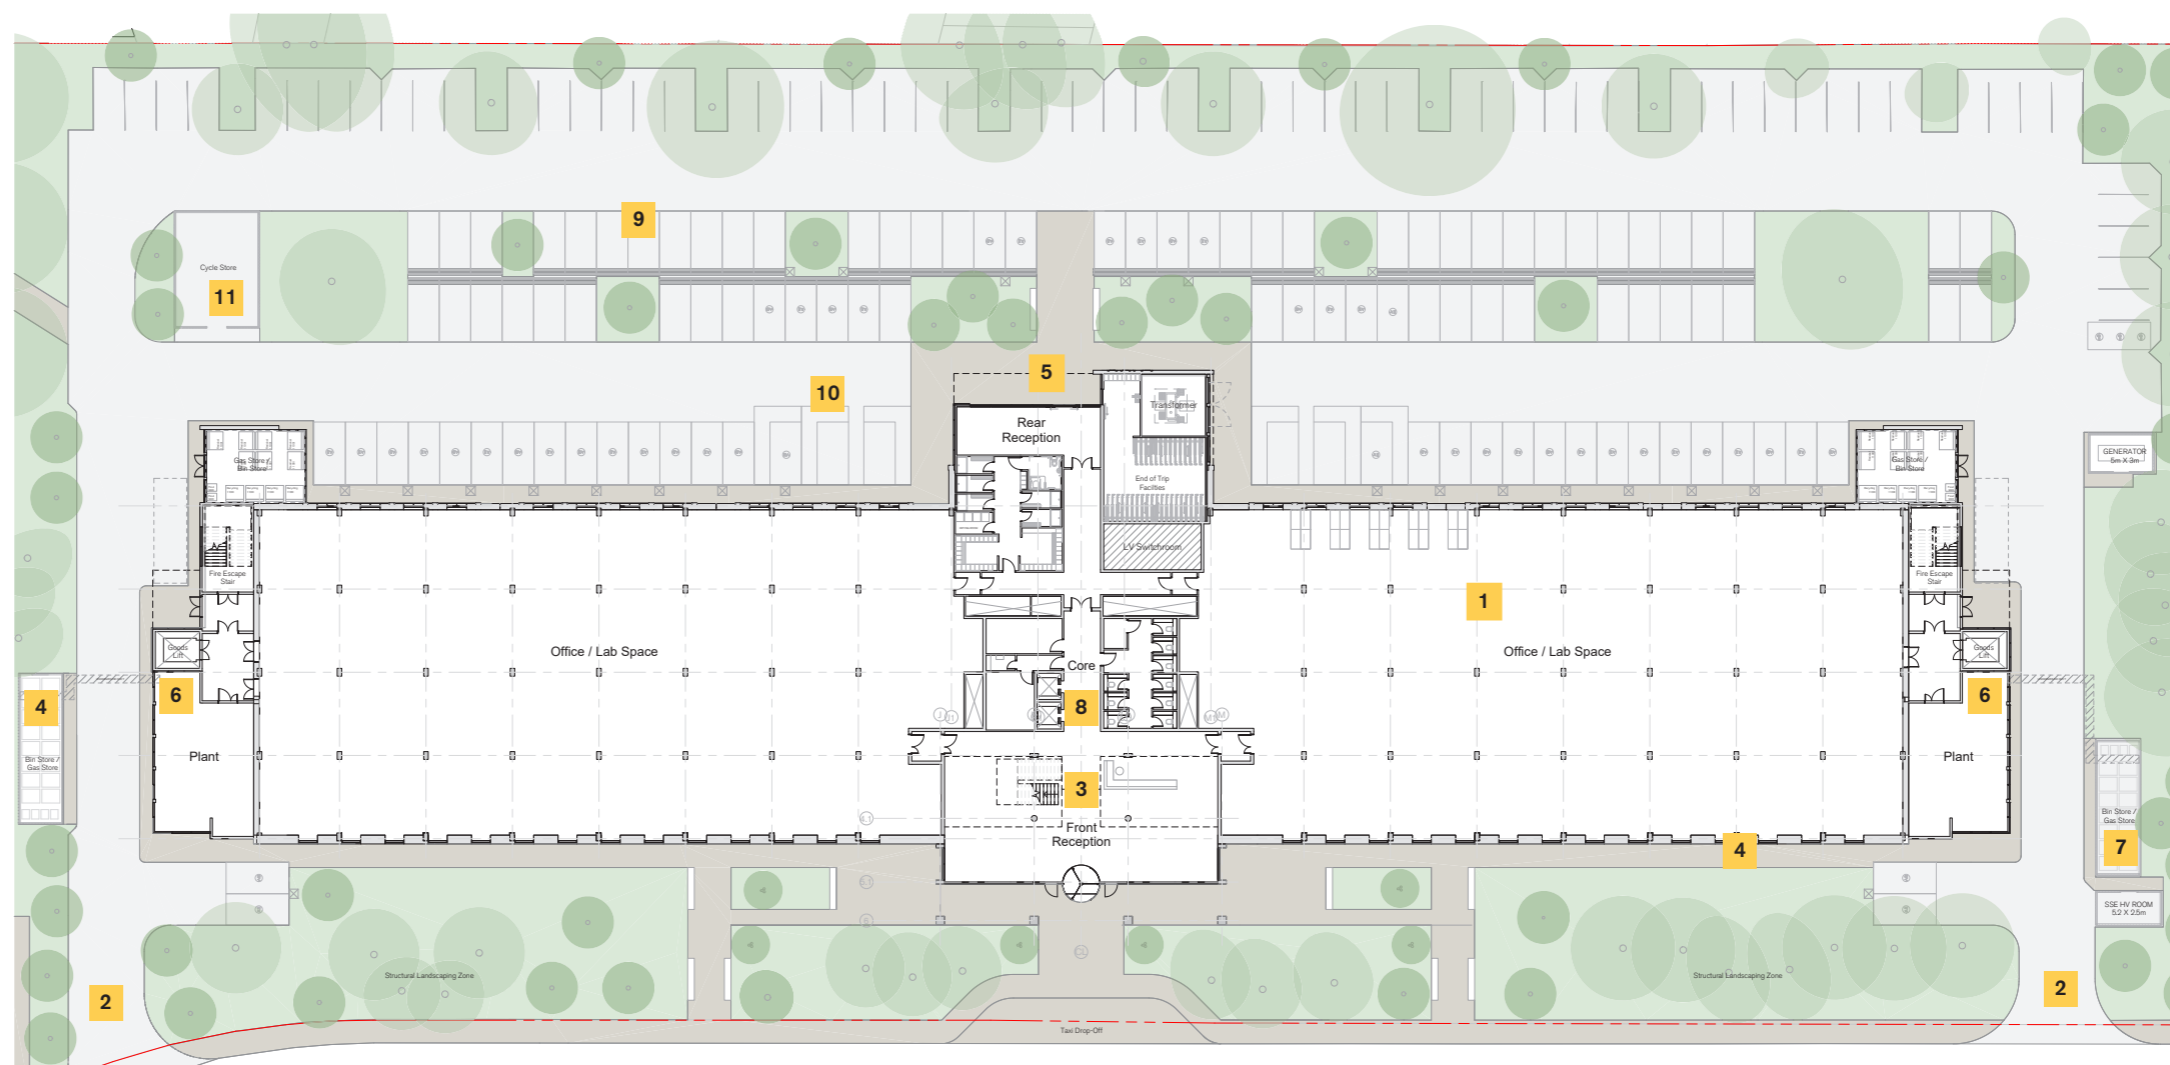 9
Cycle Store
11
5
10
Transformer
Rear
Reception
Gas Store /
Bin Store
Gas Store /
Bin Store
GENERATOR
5m X 3m
End of Trip
Facilities
LV Switchroom
Fire Escape
Stair
Fire Escape
Stair
1
Goods
Lift
Office / Lab Space
Core
Office / Lab Space
Goods
Lift
4
6
8
6
Bin Store /
Gas Store
Plant
Plant
3
Front
Reception
Bin Store /
Gas Store
4
7
SSE HV ROOM
5.2 X 2.5m
Structural Landscaping Zone
Structural Landscaping Zone
2
2
Taxi Drop-Off